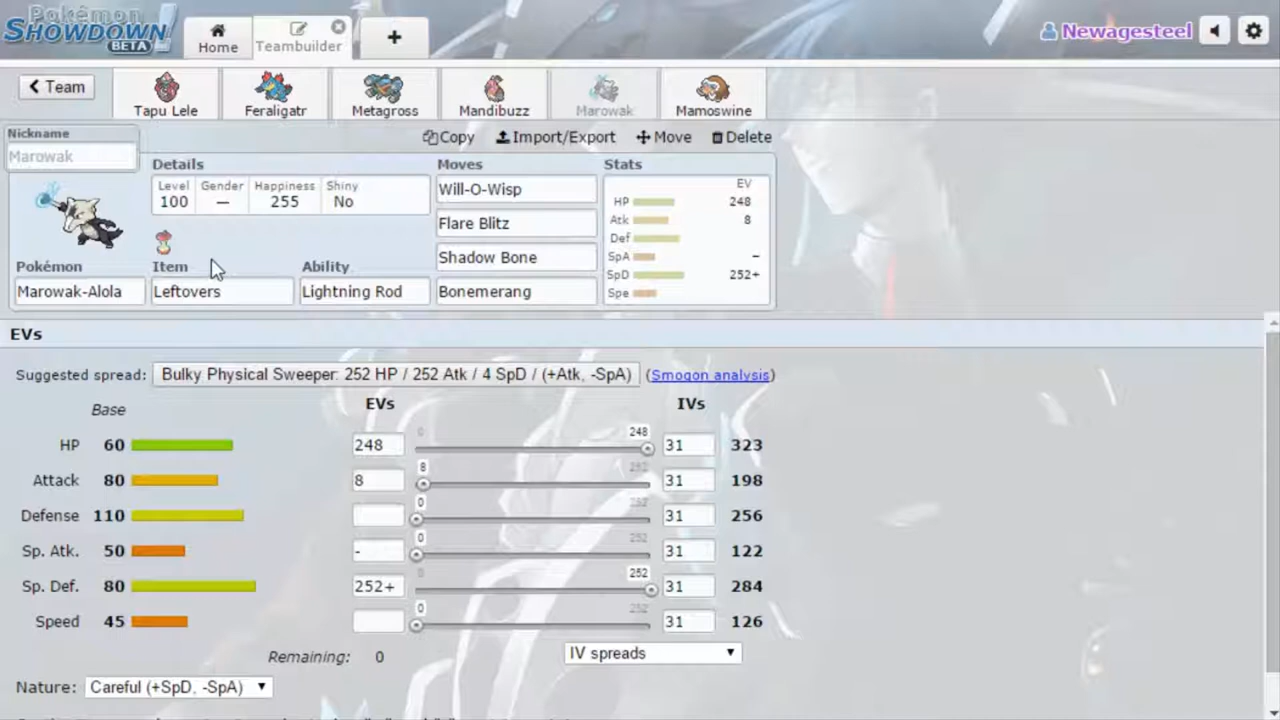 Pokémon
SHOWDOWN!
BETA
Home
Teambuilder
+
Newagesteel
< Team
Tapu Lele
Feraligatr
Metagross
Mandibuzz
Marowak
Mamoswine
Nickname
Marowak
Copy
Import/Export
Move
Delete
Details
Level
100
Gender
—
Happiness
255
Shiny
No
Pokémon
Marowak-Alola
Item
Leftovers
Ability
Lightning Rod
Moves
Will-O-Wisp
Flare Blitz
Shadow Bone
Bonemerang
Stats
EV
HP 248
Atk 8
Def
SpA –
SpD 252+
Spe
EVs
Suggested spread: Bulky Physical Sweeper: 252 HP / 252 Atk / 4 SpD / (+Atk, -SpA) (Smogon analysis)
Base EVs IVs
HP 60 248 0 248 31 323
Attack 80 8 8 252 31 198
Defense 110 0 252 31 256
Sp. Atk. 50 - 0 252 31 122
Sp. Def. 80 252+ 0 252 31 284
Speed 45 0 252 31 126
Remaining: 0
IV spreads
Nature: Careful (+SpD, -SpA)